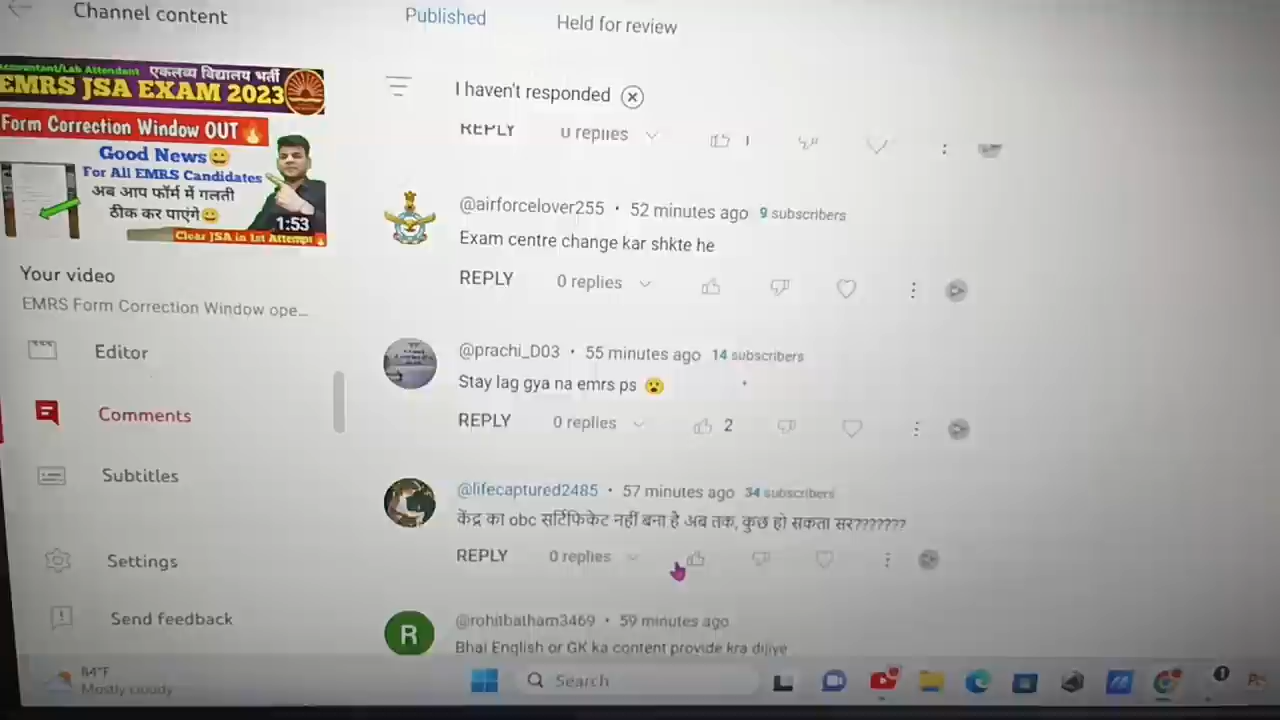 Channel content
Published
Held for review
Accountant/Lab Attendant एकलव्य विद्यालय भर्ती
EMRS JSA EXAM 2023
Form Correction Window OUT
Good News
For All EMRS Candidates
अब आप फॉर्म में गलती
ठीक कर पाएंगे
1:53
Clear JSA in 1st Attempt
Your video
EMRS Form Correction Window ope...
Editor
Comments
Subtitles
Settings
Send feedback
I haven't responded
REPLY 0 replies 1
@airforcelover255 • 52 minutes ago 9 subscribers
Exam centre change kar shkte he
REPLY 0 replies
@prachi_D03 • 55 minutes ago 14 subscribers
Stay lag gya na emrs ps 😮
REPLY 0 replies 2
@lifecaptured2485 • 57 minutes ago 34 subscribers
केंद्र का obc सर्टिफिकेट नहीं बना है अब तक, कुछ हो सकता सर???????
REPLY 0 replies
R
@rohitbatham3469 • 59 minutes ago
Bhai English or GK ka content provide kra dijiye
84°F
Mostly cloudy
Search
1